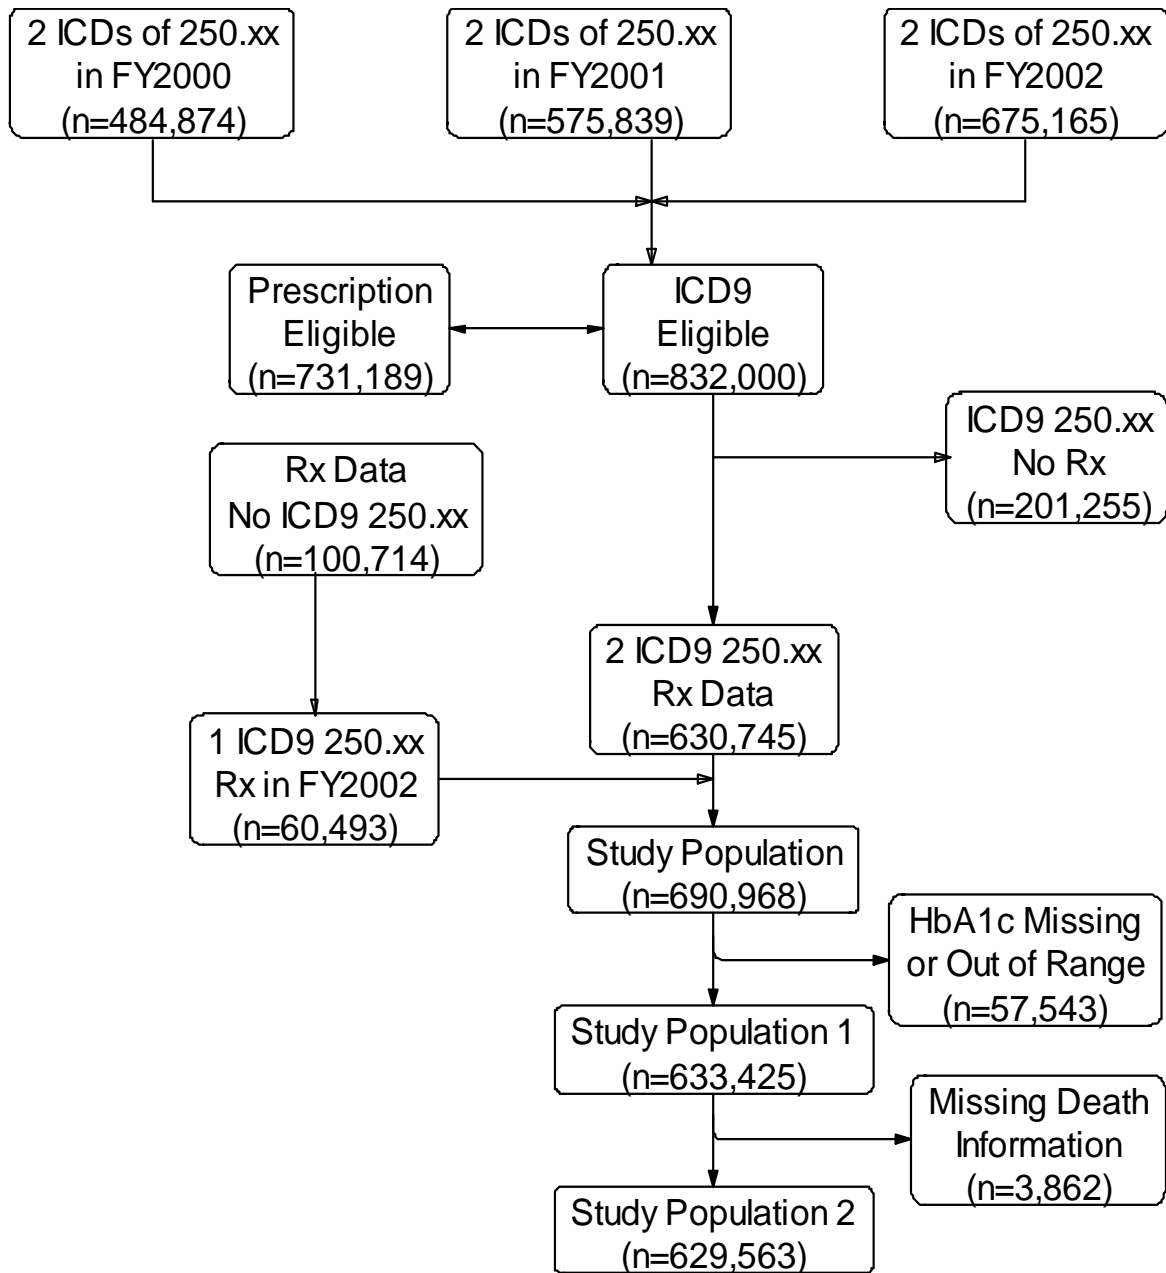 2 ICDs of 250.xx
in FY2000
(n=484,874)
2 ICDs of 250.xx
in FY2001
(n=575,839)
2 ICDs of 250.xx
in FY2002
(n=675,165)
Prescription
Eligible
(n=731,189)
ICD9
Eligible
(n=832,000)
ICD9 250.xx
No Rx
(n=201,255)
Rx Data
No ICD9 250.xx
(n=100,714)
2 ICD9 250.xx
Rx Data
(n=630,745)
1 ICD9 250.xx
Rx in FY2002
(n=60,493)
Study Population
(n=690,968)
HbA1c Missing
or Out of Range
(n=57,543)
Study Population 1
(n=633,425)
Missing Death
Information
(n=3,862)
Study Population 2
(n=629,563)